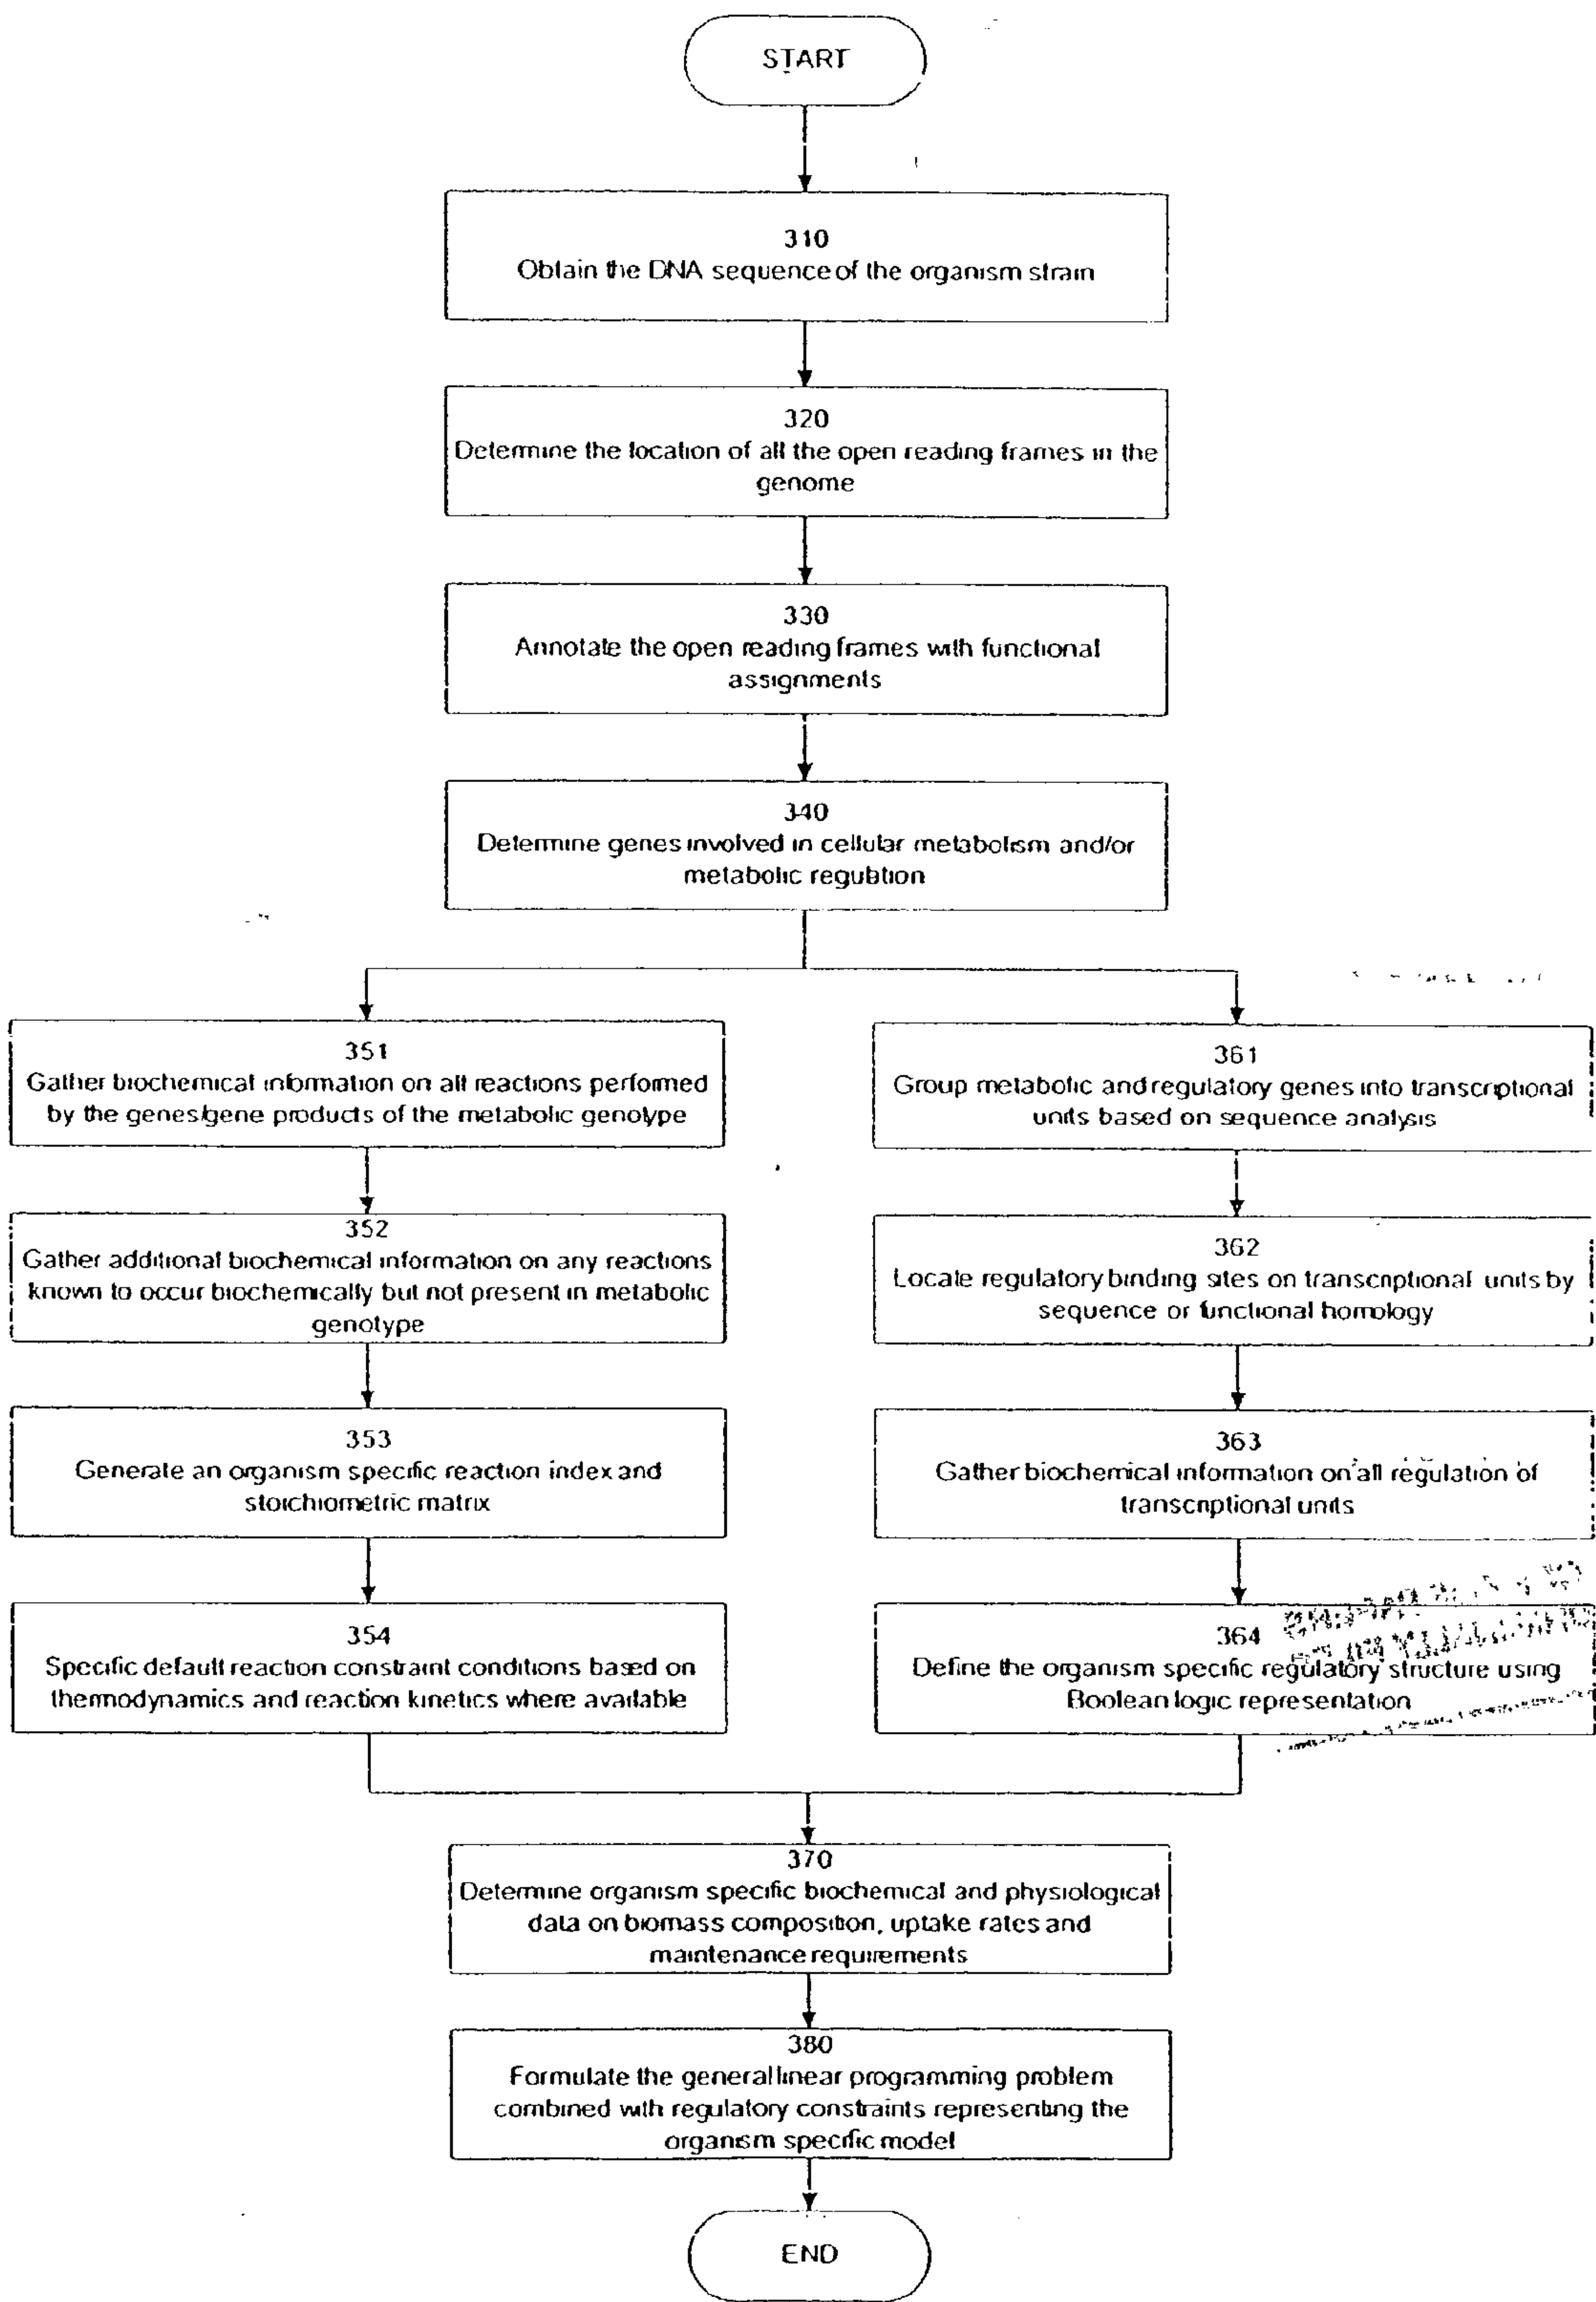 START
310
Obtain the DNA sequence of the organism strain
320
Determine the location of all the open reading frames in the
genome
330
Annotate the open reading frames with functional
assignments
340
Determine genes involved in cellular metabolism and/or
metabolic regulation
351
Gather biochemical information on all reactions performed
by the genes/gene products of the metabolic genotype
352
Gather additional biochemical information on any reactions
known to occur biochemically but not present in metabolic
genotype
353
Generate an organism specific reaction index and
stoichiometric matrix
354
Specific default reaction constraint conditions based on
thermodynamics and reaction kinetics where available
361
Group metabolic and regulatory genes into transcriptional
units based on sequence analysis
362
Locate regulatory binding sites on transcriptional units by
sequence or functional homology
363
Gather biochemical information on all regulation of
transcriptional units
364
Define the organism specific regulatory structure using
Boolean logic representation
370
Determine organism specific biochemical and physiological
data on biomass composition, uptake rates and
maintenance requirements
380
Formulate the general linear programming problem
combined with regulatory constraints representing the
organism specific model
END